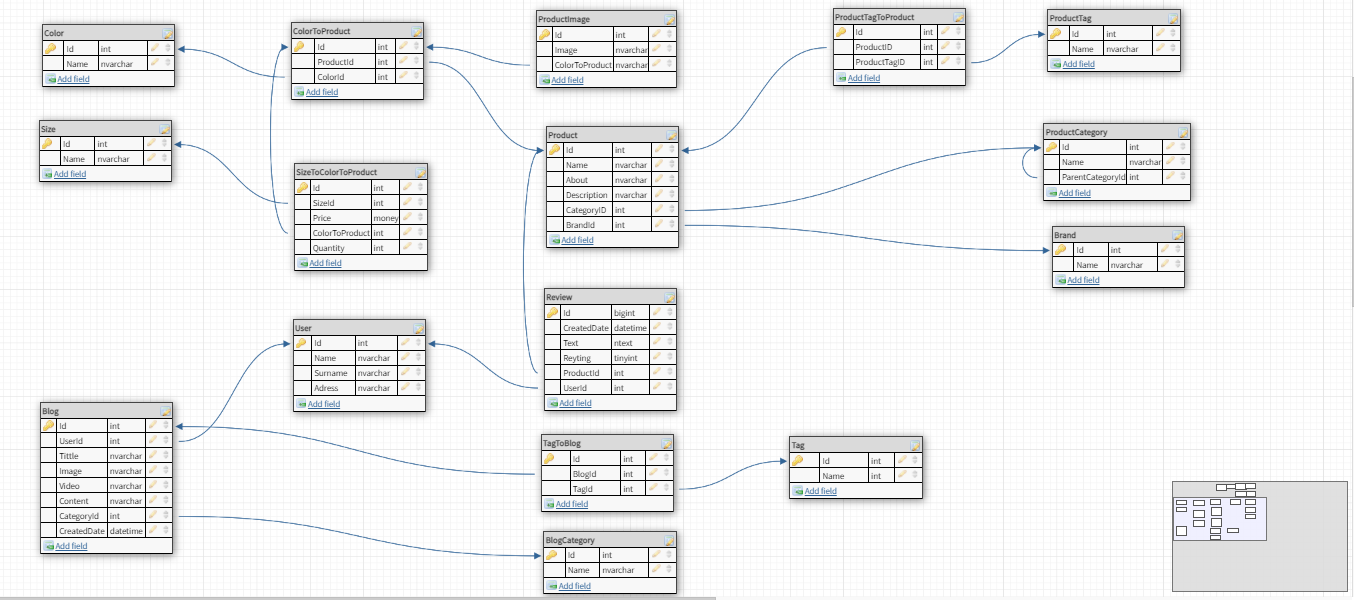 Color
Id int
Name nvarchar
Add field
ColorToProduct
Id int
ProductId int
ColorId int
Add field
ProductImage
Id int
Image nvarchar
ColorToProduct nvarchar
Add field
ProductTagToProduct
Id int
ProductID int
ProductTagID int
Add field
ProductTag
Id int
Name nvarchar
Add field
Size
Id int
Name nvarchar
Add field
SizeToColorToProduct
Id int
SizeId int
Price money
ColorToProduct int
Quantity int
Add field
Product
Id int
Name nvarchar
About nvarchar
Description nvarchar
CategoryID int
BrandId int
Add field
ProductCategory
Id int
Name nvarchar
ParentCategoryId int
Add field
Brand
Id int
Name nvarchar
Add field
User
Id int
Name nvarchar
Surname nvarchar
Adress nvarchar
Add field
Review
Id bigint
CreatedDate datetime
Text ntext
Reyting tinyint
ProductId int
UserId int
Add field
Blog
Id int
UserId int
Tittle nvarchar
Image nvarchar
Video nvarchar
Content nvarchar
CategoryId int
CreatedDate datetime
Add field
TagToBlog
Id int
BlogId int
TagId int
Add field
Tag
Id int
Name int
Add field
BlogCategory
Id int
Name nvarchar
Add field